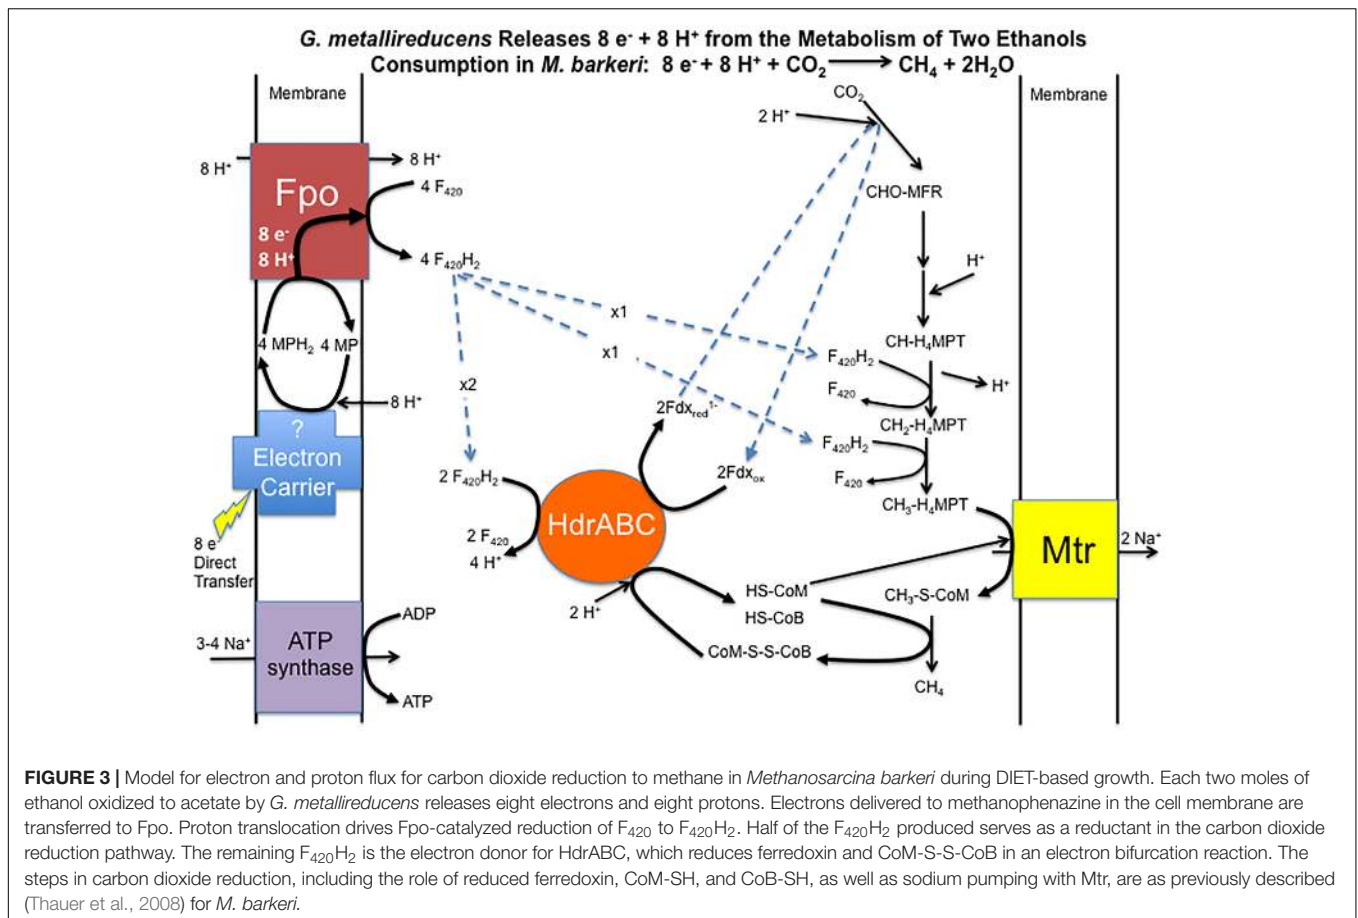 G. metallireducens Releases 8 e⁻ + 8 H⁺ from the Metabolism of Two Ethanols
Consumption in M. barkeri: 8 e⁻ + 8 H⁺ + CO₂ → CH₄ + 2H₂O
Membrane
Membrane
CO₂
2 H⁺
8 H⁺
8 H⁺
Fpo
4 F₄₂₀
CHO-MFR
8 e⁻
8 H⁺
4 F₄₂₀H₂
H⁺
x1
4 MPH₂
4 MP
x1
CH-H₄MPT
F₄₂₀H₂
x2
F₄₂₀
H⁺
8 H⁺
2Fdxred¹⁻
CH₂-H₄MPT
?
Electron
Carrier
F₄₂₀H₂
2 F₄₂₀H₂
2Fdxox
F₄₂₀
CH₃-H₄MPT
HdrABC
8 e⁻
Direct
Transfer
2 F₄₂₀
4 H⁺
Mtr
2 Na⁺
2 H⁺
HS-CoM
HS-CoB
CH₃-S-CoM
ADP
3-4 Na⁺
ATP
synthase
CoM-S-S-CoB
CH₄
ATP
FIGURE 3 | Model for electron and proton flux for carbon dioxide reduction to methane in Methanosarcina barkeri during DIET-based growth. Each two moles of
ethanol oxidized to acetate by G. metallireducens releases eight electrons and eight protons. Electrons delivered to methanophenazine in the cell membrane are
transferred to Fpo. Proton translocation drives Fpo-catalyzed reduction of F₄₂₀ to F₄₂₀H₂. Half of the F₄₂₀H₂ produced serves as a reductant in the carbon dioxide
reduction pathway. The remaining F₄₂₀H₂ is the electron donor for HdrABC, which reduces ferredoxin and CoM-S-S-CoB in an electron bifurcation reaction. The
steps in carbon dioxide reduction, including the role of reduced ferredoxin, CoM-SH, and CoB-SH, as well as sodium pumping with Mtr, are as previously described
(Thauer et al., 2008) for M. barkeri.